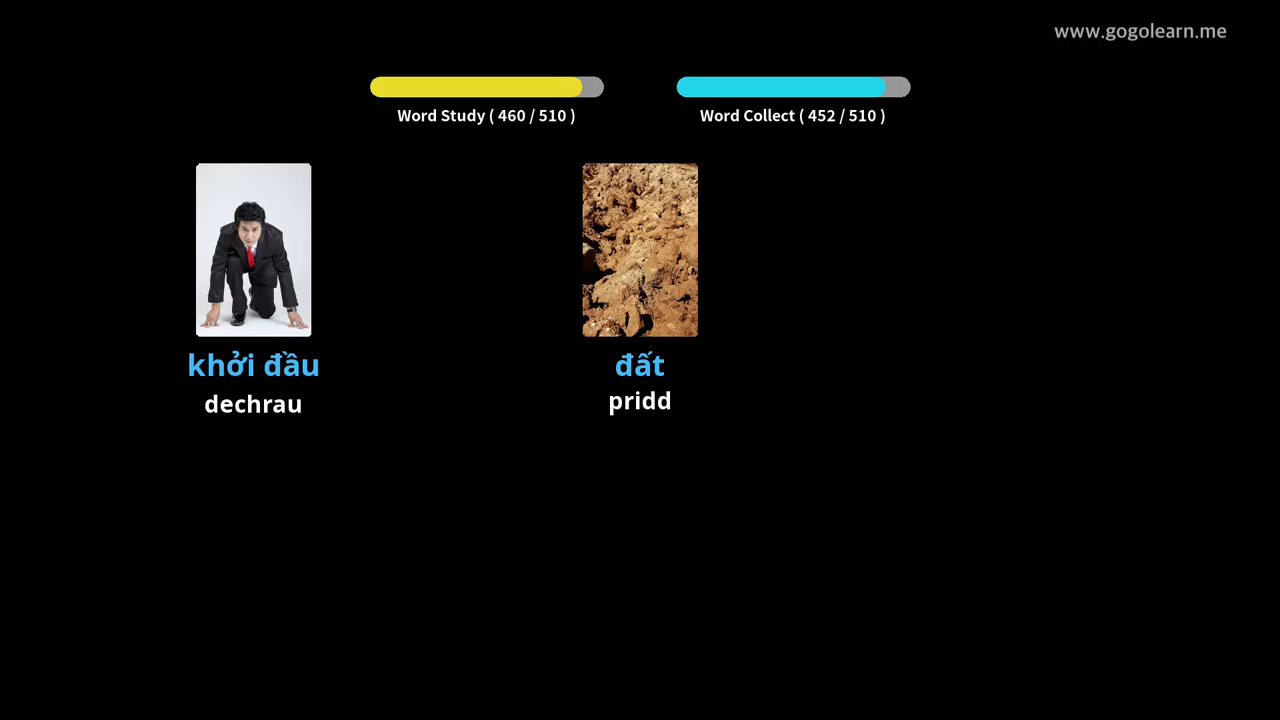 www.gogolearn.me
Word Study ( 460 / 510 )
Word Collect ( 452 / 510 )
khởi đầu
dechrau
đất
pridd